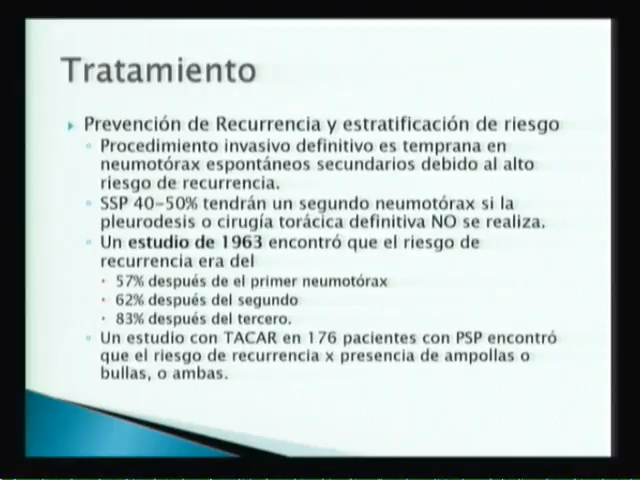 Tratamiento
Prevención de Recurrencia y estratificación de riesgo
Procedimiento invasivo definitivo es temprana en
neumotórax espontáneos secundarios debido al alto
riesgo de recurrencia.
SSP 40-50% tendrán un segundo neumotórax si la
pleurodesis o cirugía torácica definitiva NO se realiza.
Un estudio de 1963 encontró que el riesgo de
recurrencia era del
57% después de el primer neumotórax
62% después del segundo
83% después del tercero.
Un estudio con TACAR en 176 pacientes con PSP encontró
que el riesgo de recurrencia x presencia de ampollas o
bullas, o ambas.